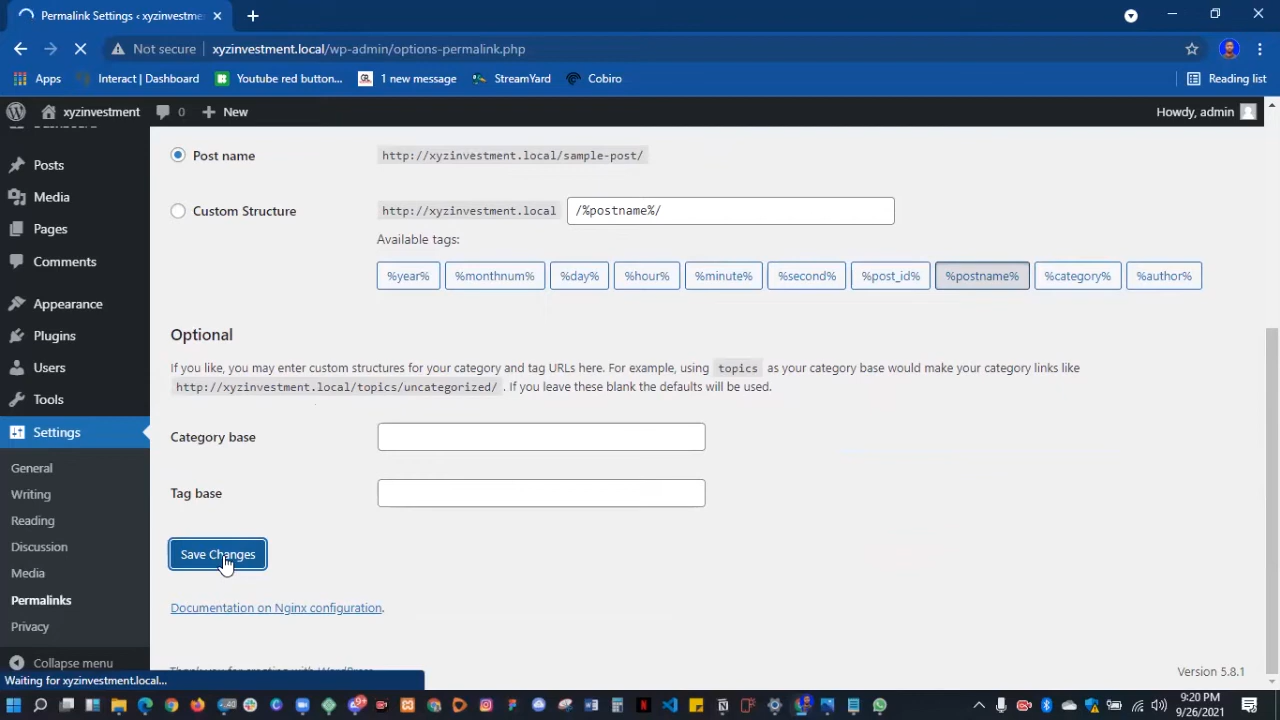 Permalink Settings ‹ xyzinvestme
Not secure
xyzinvestment.local/wp-admin/options-permalink.php
Apps
Interact | Dashboard
Youtube red button...
1 new message
StreamYard
Cobiro
Reading list
xyzinvestment
0
New
Howdy, admin
Dashboard
Posts
Media
Pages
Comments
Appearance
Plugins
Users
Tools
Settings
General
Writing
Reading
Discussion
Media
Permalinks
Privacy
Collapse menu
Post name
http://xyzinvestment.local/sample-post/
Custom Structure
http://xyzinvestment.local
/%postname%/
Available tags:
%year% %monthnum% %day% %hour% %minute% %second% %post_id% %postname% %category% %author%
Optional
If you like, you may enter custom structures for your category and tag URLs here. For example, using topics as your category base would make your category links like
http://xyzinvestment.local/topics/uncategorized/ . If you leave these blank the defaults will be used.
Category base
Tag base
Save Changes
Documentation on Nginx configuration.
Thank you for creating with WordPress
Version 5.8.1
Waiting for xyzinvestment.local...
9:20 PM
9/26/2021